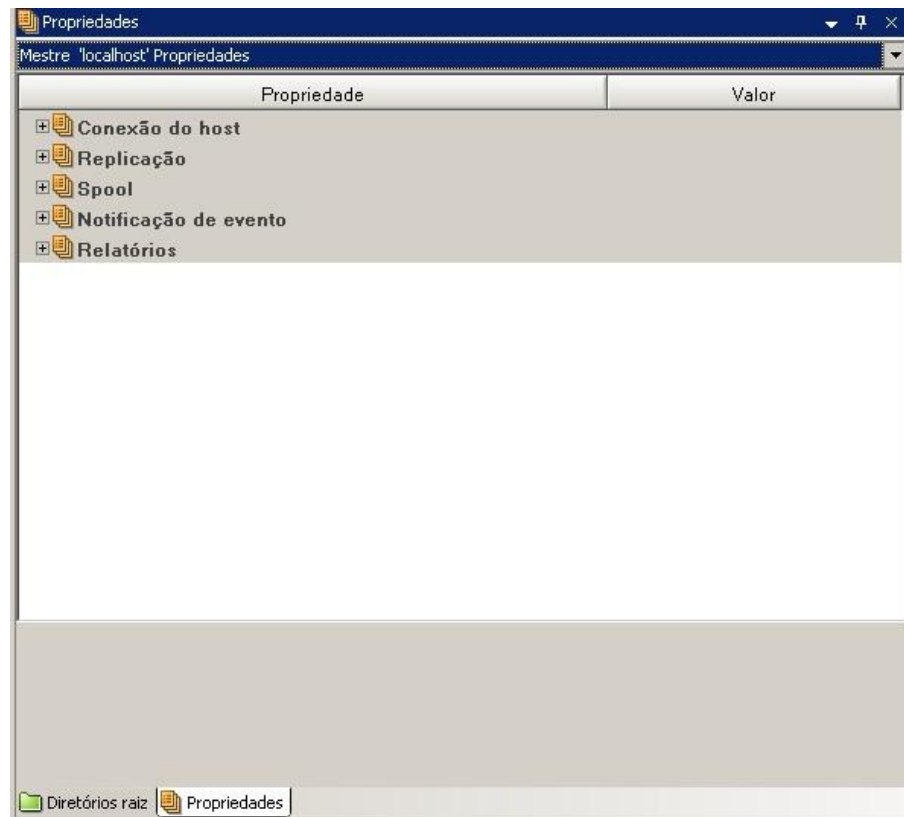 Propriedades
Mestre 'localhost' Propriedades
Propriedade Valor
Conexão do host
Replicação
Spool
Notificação de evento
Relatórios
Diretórios raiz Propriedades